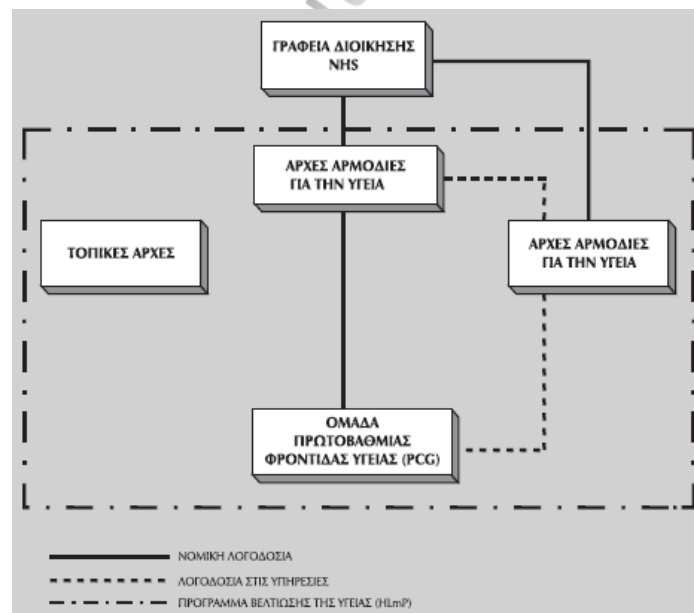 ΓΡΑΦΕΙΑ ΔΙΟΙΚΗΣΗΣ
NHS
ΑΡΧΕΣ ΑΡΜΟΔΙΕΣ
ΓΙΑ ΤΗΝ ΥΓΕΙΑ
ΤΟΠΙΚΕΣ ΑΡΧΕΣ
ΑΡΧΕΣ ΑΡΜΟΔΙΕΣ
ΓΙΑ ΤΗΝ ΥΓΕΙΑ
ΟΜΑΔΑ
ΠΡΩΤΟΒΑΘΜΙΑΣ
ΦΡΟΝΤΙΔΑΣ ΥΓΕΙΑΣ (PCG)
ΝΟΜΙΚΗ ΛΟΓΟΔΟΣΙΑ
ΛΟΓΟΔΟΣΙΑ ΣΤΙΣ ΥΠΗΡΕΣΙΕΣ
ΠΡΟΓΡΑΜΜΑ ΒΕΛΤΙΩΣΗΣ ΤΗΣ ΥΓΕΙΑΣ (HLmP)